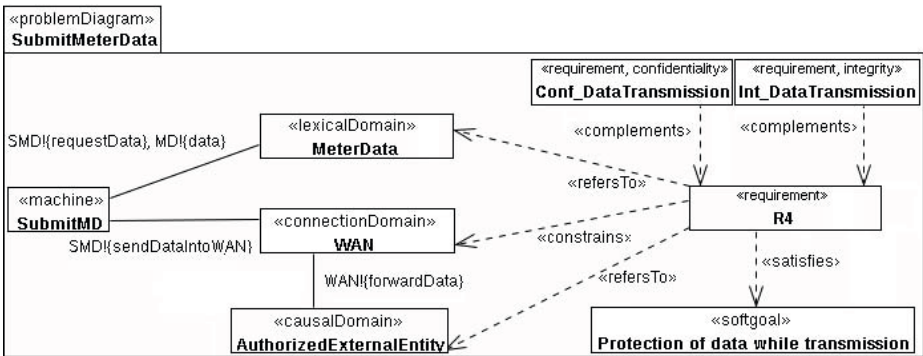 «problemDiagram»
SubmitMeterData
«requirement, confidentiality»
Conf_DataTransmission
«requirement, integrity»
Int_DataTransmission
«complements»
«complements»
SMD!{requestData}, MD!{data}
«lexicalDomain»
MeterData
«refersTo»
«machine»
SubmitMD
«connectionDomain»
WAN
«requirement»
R4
SMD!{sendDataIntoWAN}
«constrains»
«satisfies»
WAN!{forwardData}
«refersTo»
«causalDomain»
AuthorizedExternalEntity
«softgoal»
Protection of data while transmission